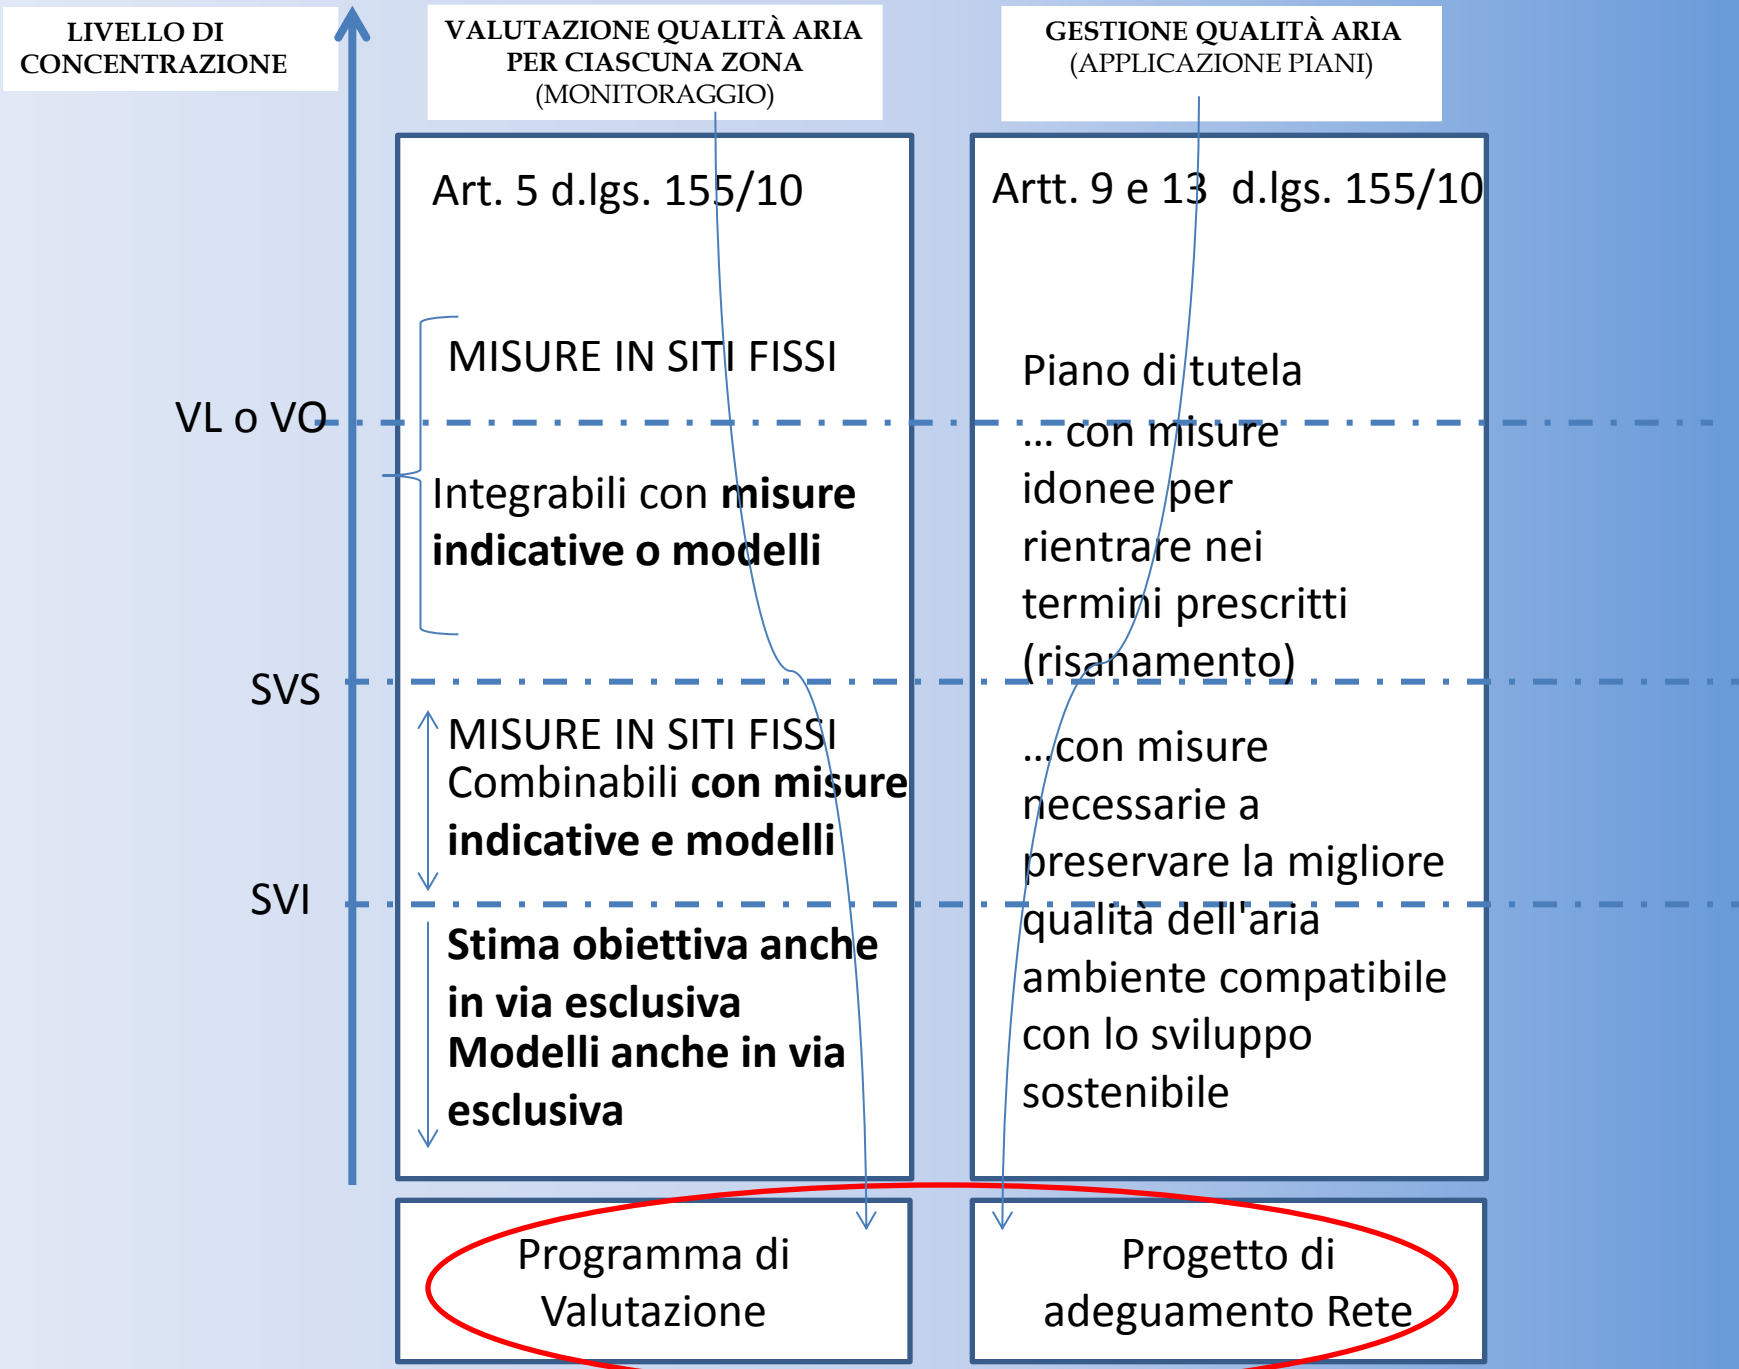 LIVELLO DI
CONCENTRAZIONE
VALUTAZIONE QUALITÀ ARIA
PER CIASCUNA ZONA
(MONITORAGGIO)
GESTIONE QUALITÀ ARIA
(APPLICAZIONE PIANI)
Art. 5 d.lgs. 155/10
MISURE IN SITI FISSI
Integrabili con misure
indicative o modelli
MISURE IN SITI FISSI
Combinabili con misure
indicative e modelli
Stima obiettiva anche
in via esclusiva
Modelli anche in via
esclusiva
Artt. 9 e 13 d.lgs. 155/10
Piano di tutela
... con misure
idonee per
rientrare nei
termini prescritti
(risanamento)
...con misure
necessarie a
preservare la migliore
qualità dell'aria
ambiente compatibile
con lo sviluppo
sostenibile
VL o VO
SVS
SVI
Programma di
Valutazione
Progetto di
adeguamento Rete